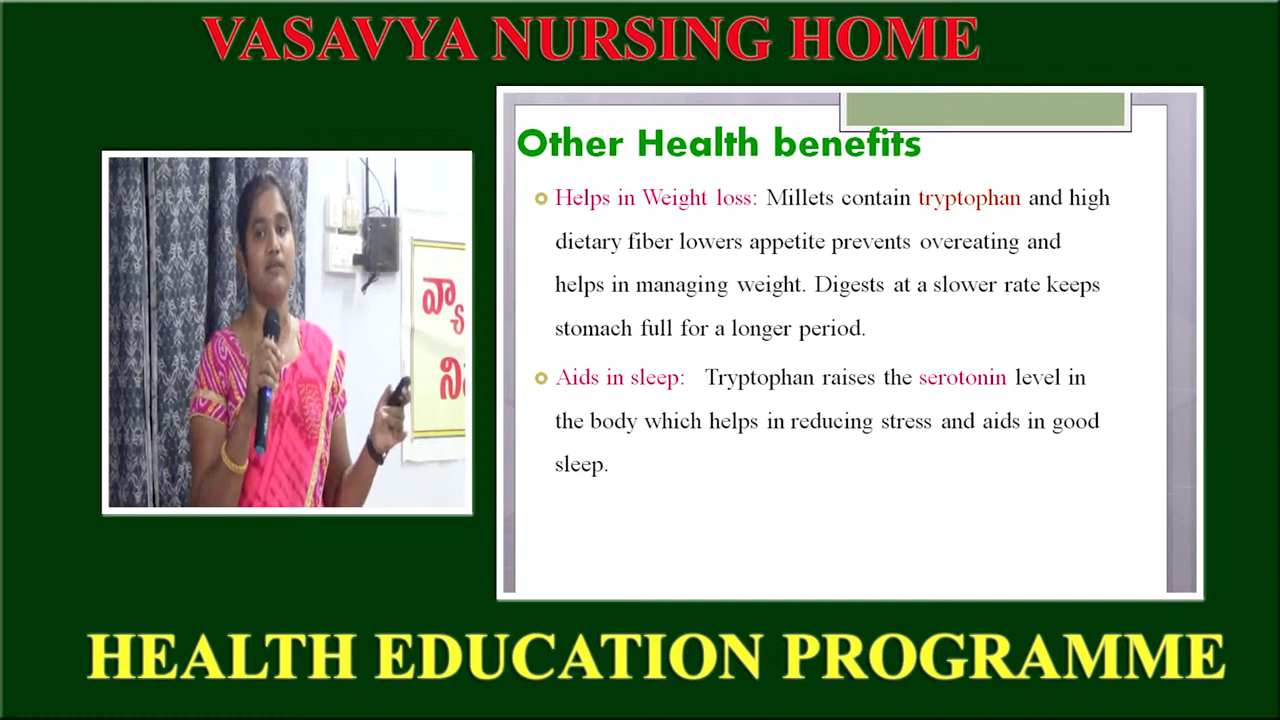 VASAVYA NURSING HOME
Other Health benefits
Helps in Weight loss: Millets contain tryptophan and high
dietary fiber lowers appetite prevents overeating and
helps in managing weight. Digests at a slower rate keeps
stomach full for a longer period.
Aids in sleep: Tryptophan raises the serotonin level in
the body which helps in reducing stress and aids in good
sleep.
HEALTH EDUCATION PROGRAMME